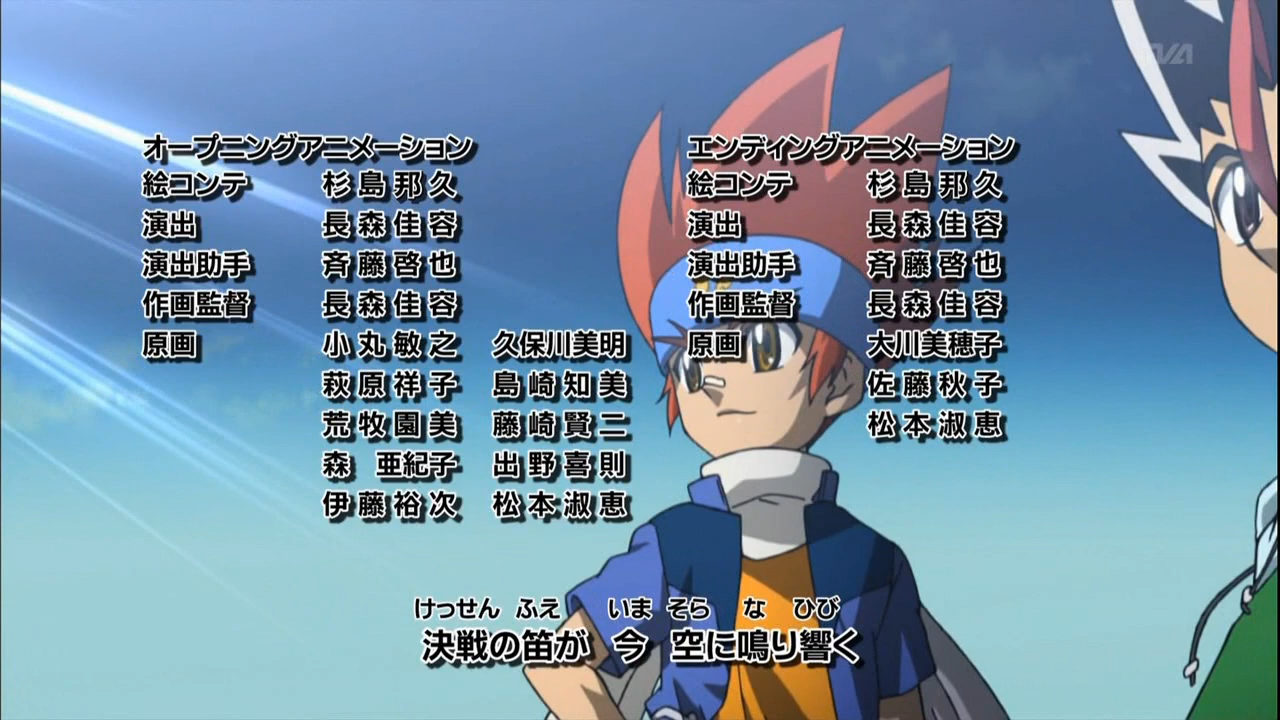 オープニングアニメーション
絵コンテ 杉島邦久
演出 長森佳容
演出助手 斉藤啓也
作画監督 長森佳容
原画 小丸敏之 久保川美明
萩原祥子 島崎知美
荒牧園美 藤崎賢二
森 亜紀子 出野喜則
伊藤裕次 松本淑恵
エンディングアニメーション
絵コンテ 杉島邦久
演出 長森佳容
演出助手 斉藤啓也
作画監督 長森佳容
原画 大川美穂子
佐藤秋子
松本淑恵
けっせん ふえ いま そら な ひび
決戦の笛が 今 空に鳴り響く